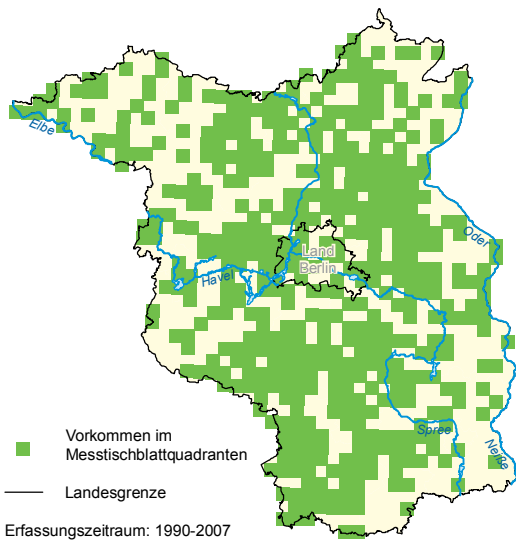 Elbe
Oder
Land
Berlin
Havel
Spree
Neiße
Vorkommen im
Messtischblattquadranten
Landesgrenze
Erfassungszeitraum: 1990-2007